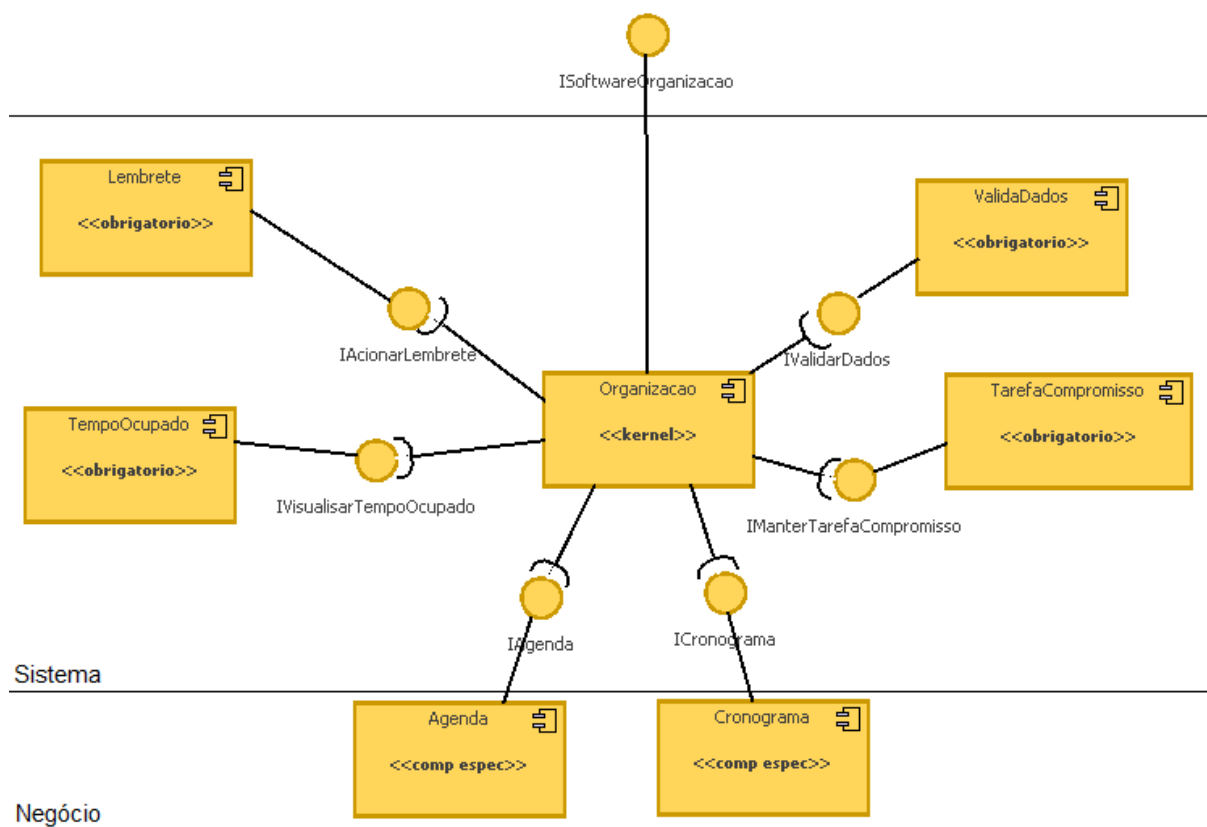 ISoftwareOrganizacao
Lembrete
<<obrigatorio>>
ValidaDados
<<obrigatorio>>
IAcionarLembrete
IValidarDados
Organizacao
<<kernel>>
TarefaCompromisso
<<obrigatorio>>
TempoOcupado
<<obrigatorio>>
IVisualisarTempoOcupado
IManterTarefaCompromisso
IAgenda
ICronograma
Sistema
Agenda
<<comp espec>>
Cronograma
<<comp espec>>
Negócio